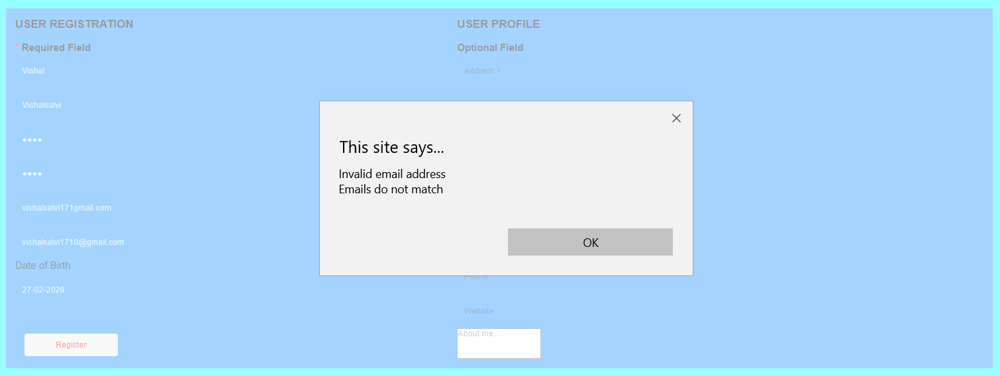 USER REGISTRATION
* Required Field
Vishal
Vishalsalvi
••••
••••
vishalsalvi171gmail.com
vishalsalvi1710@gmail.com
Date of Birth
27-02-2020
Register
USER PROFILE
Optional Field
Address 1
This site says...
Invalid email address
Emails do not match
OK
Phone
Website
About me...